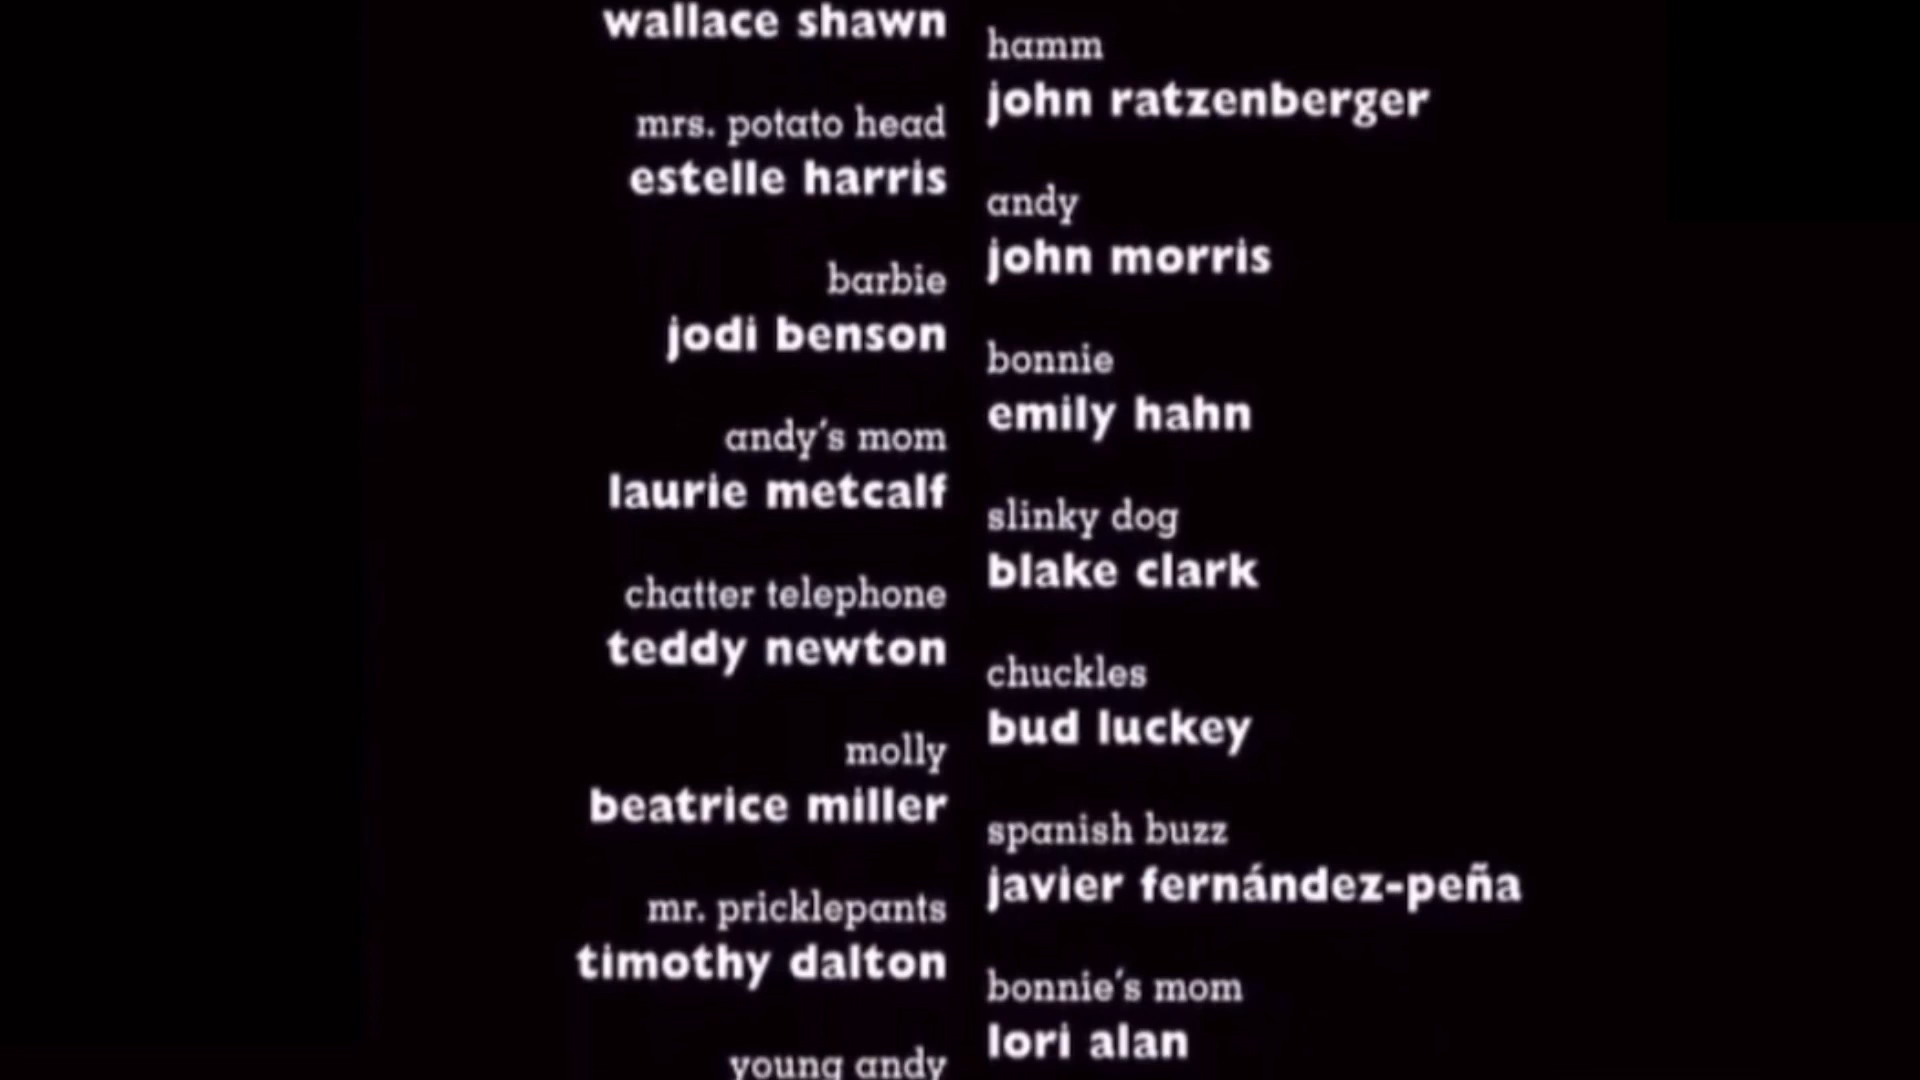 wallace shawn
mrs. potato head
estelle harris
barbie
jodi benson
andy's mom
laurie metcalf
chatter telephone
teddy newton
molly
beatrice miller
mr. pricklepants
timothy dalton
young andy
hamm
john ratzenberger
andy
john morris
bonnie
emily hahn
slinky dog
blake clark
chuckles
bud luckey
spanish buzz
javier fernández-peña
bonnie's mom
lori alan